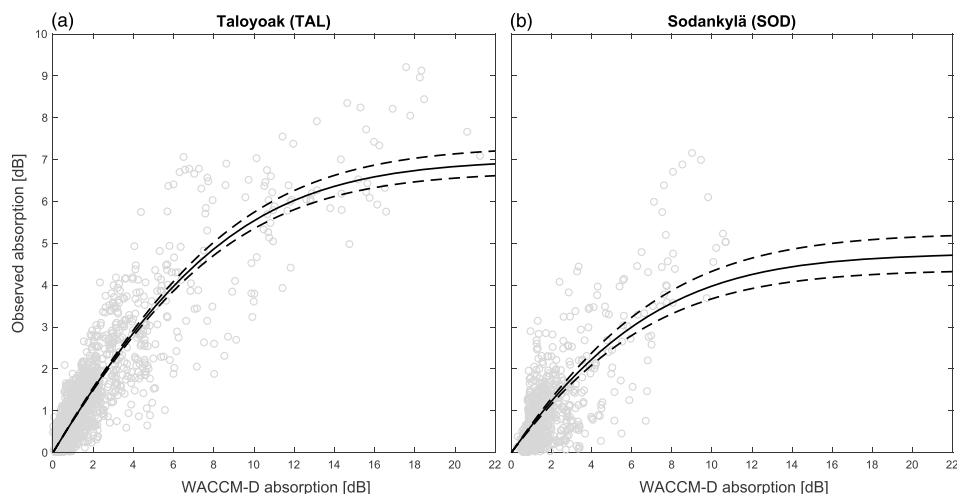 (a) Taloyoak (TAL)
(b) Sodankylä (SOD)
Observed absorption [dB]
10
9
8
7
6
5
4
3
2
1
0
0 2 4 6 8 10 12 14 16 18 20 22
0 2 4 6 8 10 12 14 16 18 20 22
WACCM-D absorption [dB]
WACCM-D absorption [dB]